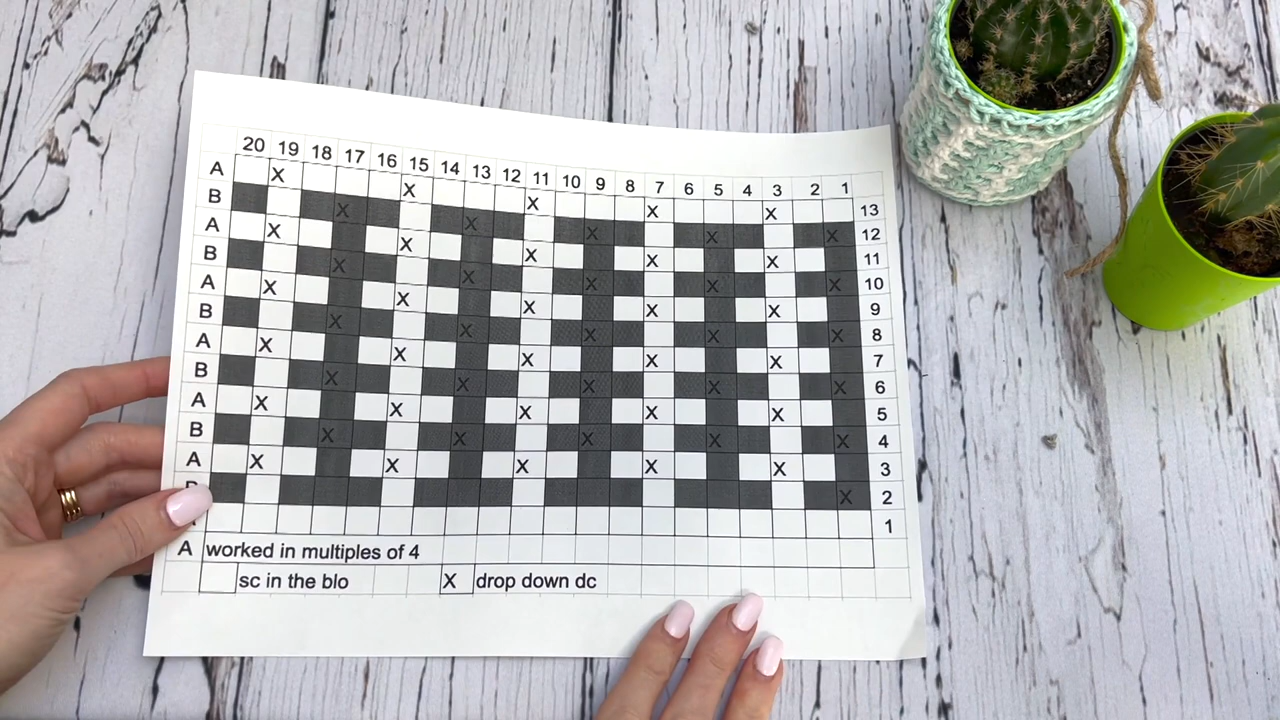 20 19 18 17 16 15 14 13 12 11 10 9 8 7 6 5 4 3 2 1
A X X X X X 13
B X X X X X 12
A X X X X X 11
B X X X X X 10
A X X X X X 9
B X X X X X 8
A X X X X X 7
B X X X X X 6
A X X X X X 5
B X X X X X 4
A X X X X X 3
X 2
1
A worked in multiples of 4
sc in the blo X drop down dc